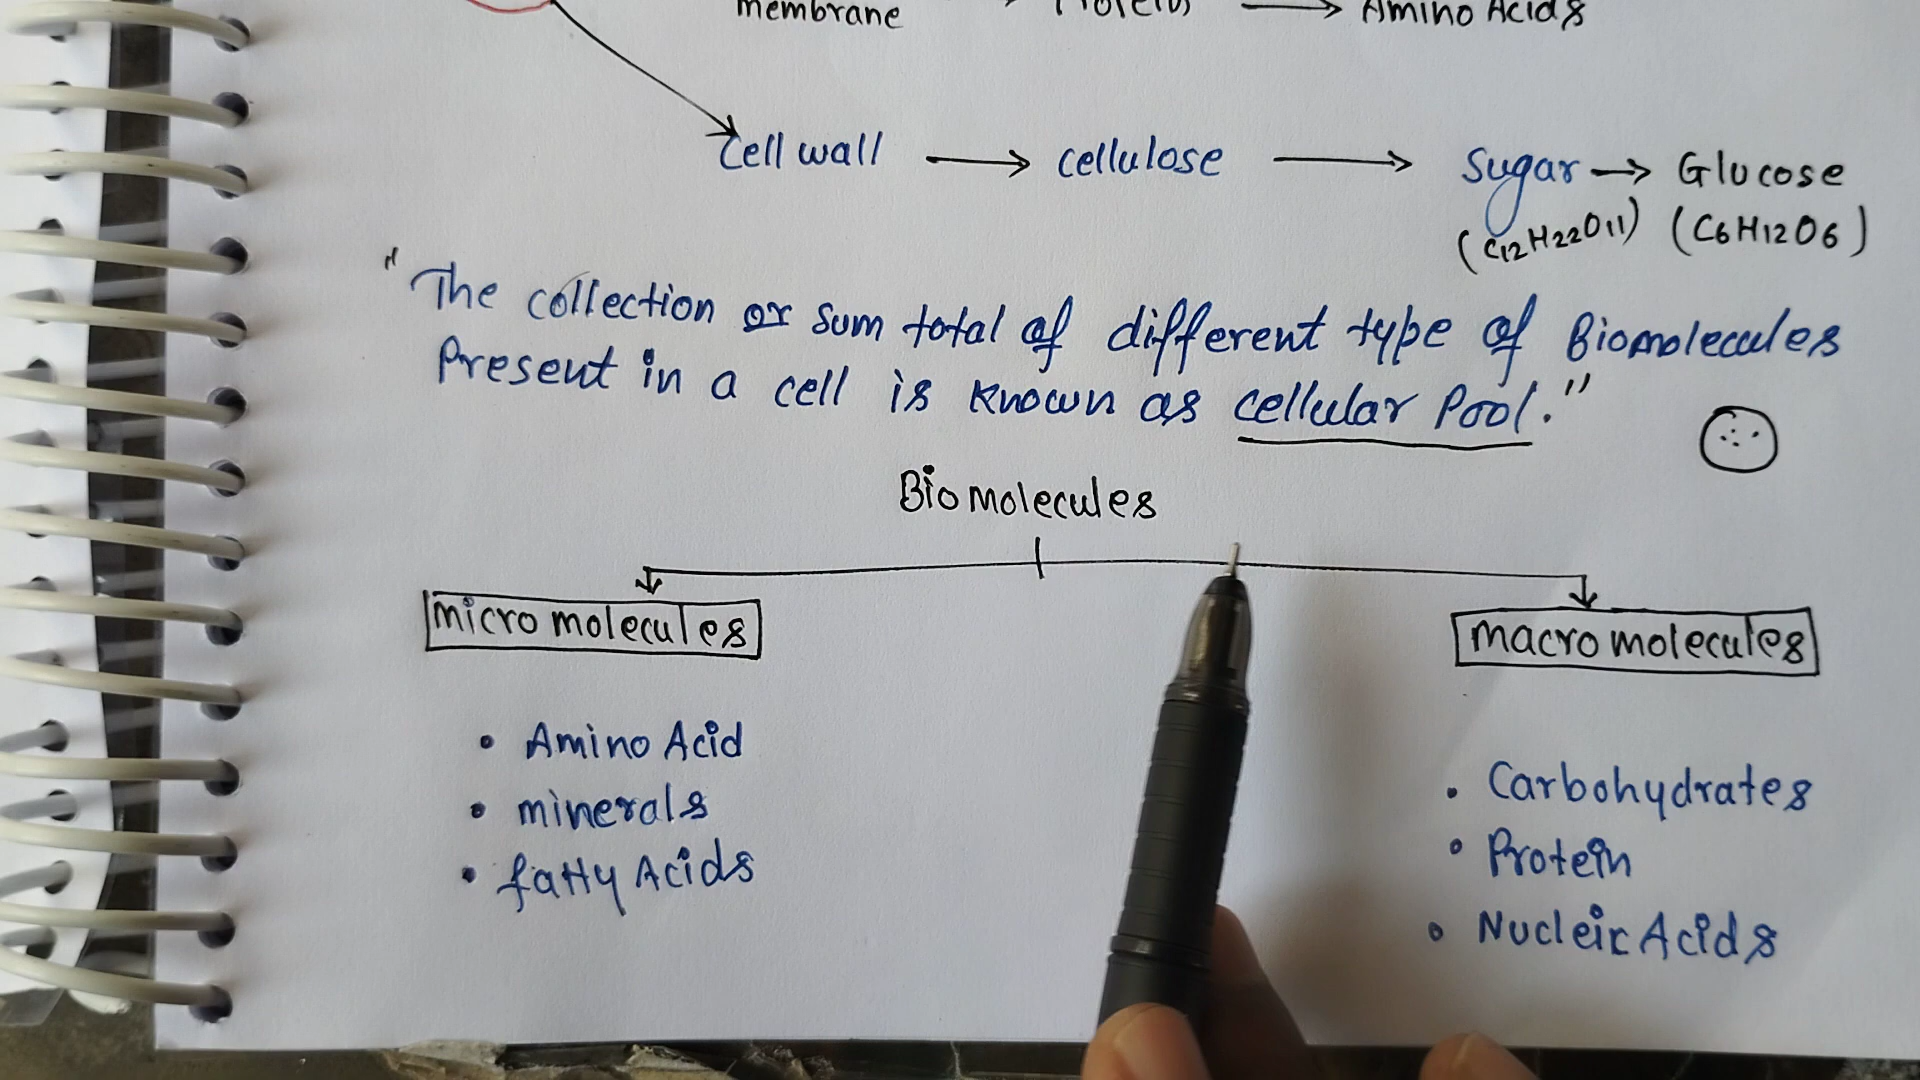 membrane → Protein → Amino Acids
Cell wall → cellulose → Sugar → Glucose
(C12H22O11) (C6H12O6)
"The collection or sum total of different type of Biomolecules
Present in a cell is known as cellular Pool."
Biomolecules
micro molecules
macro molecules
• Amino Acid
• minerals
• fatty Acids
• Carbohydrates
• Protein
• Nucleic Acids